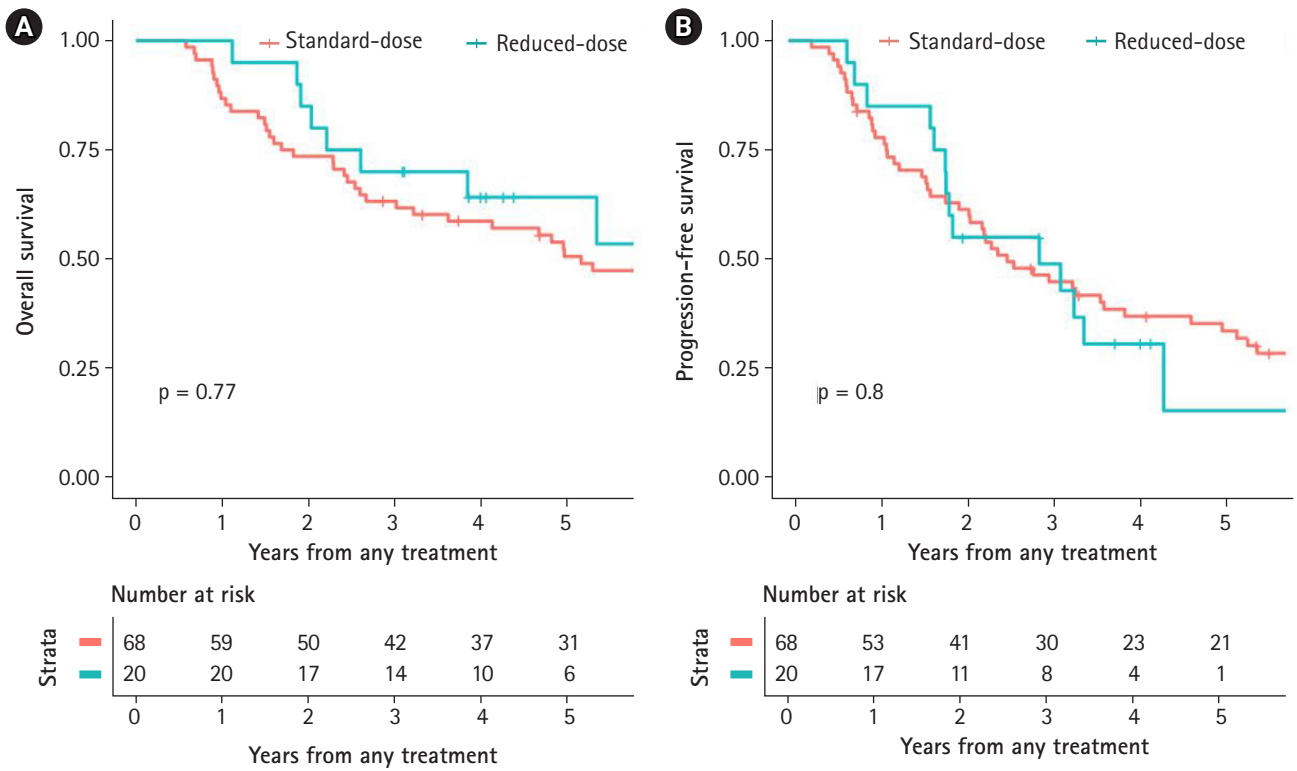 A
Standard-dose
Reduced-dose
Overall survival
1.00
0.75
0.50
0.25
0.00
p = 0.77
0 1 2 3 4 5
Years from any treatment
Number at risk
Strata
68 59 50 42 37 31
20 20 17 14 10 6
0 1 2 3 4 5
Years from any treatment
B
Standard-dose
Reduced-dose
Progression-free survival
1.00
0.75
0.50
0.25
0.00
p = 0.8
0 1 2 3 4 5
Years from any treatment
Number at risk
Strata
68 53 41 30 23 21
20 17 11 8 4 1
0 1 2 3 4 5
Years from any treatment